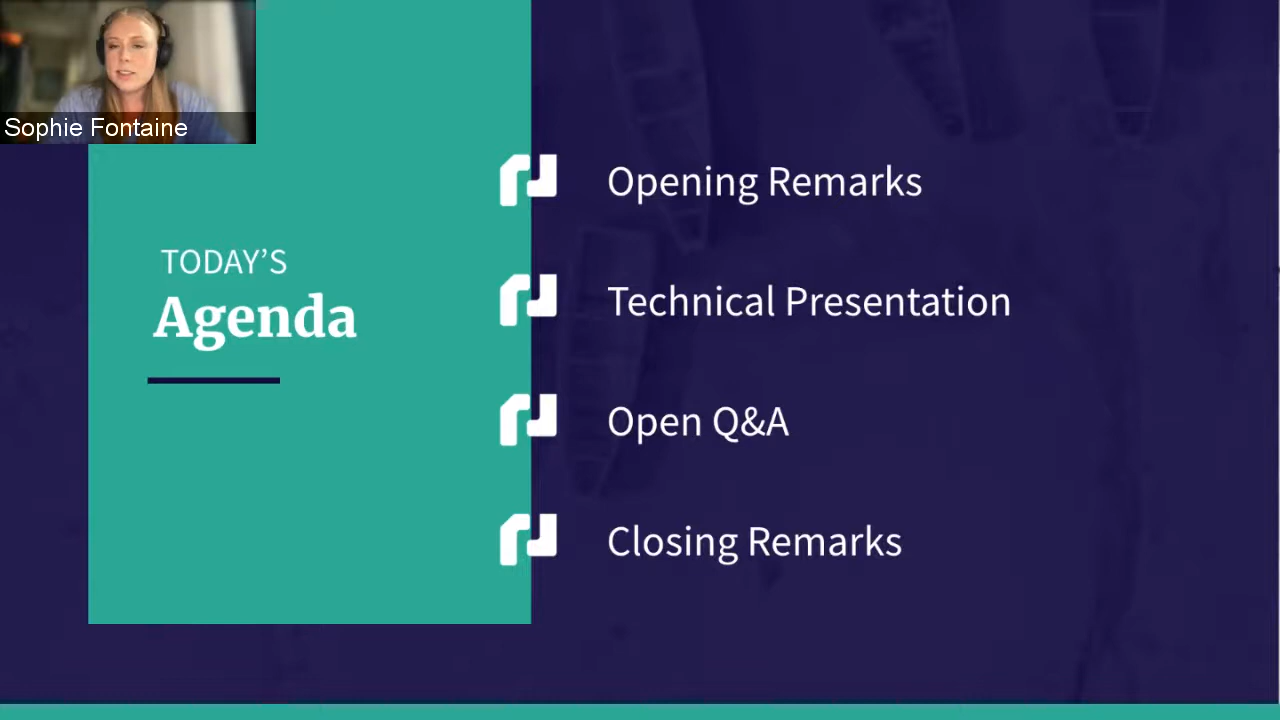 Sophie Fontaine
TODAY’S
Agenda
Opening Remarks
Technical Presentation
Open Q&A
Closing Remarks